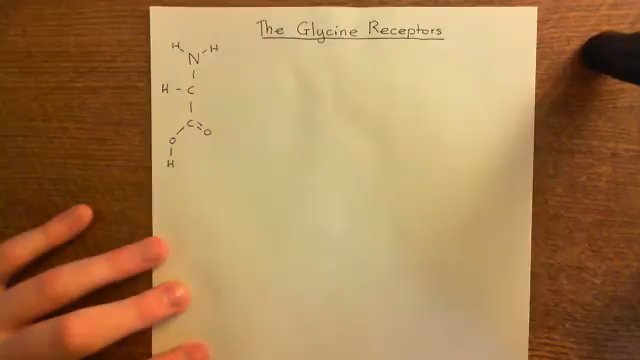 The Glycine Receptors
H H
N
H - C
C
O O
H